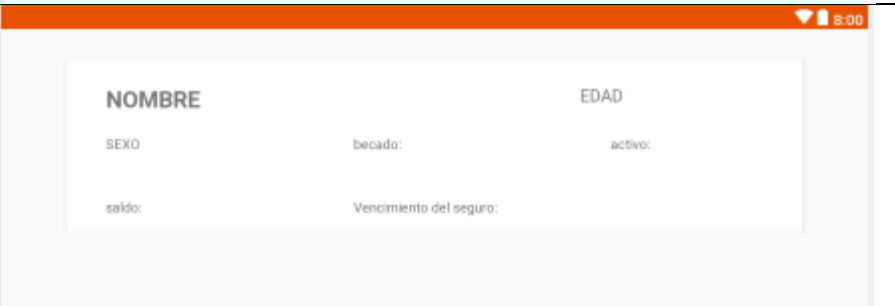 8:00
NOMBRE EDAD
SEXO becado: activo:
saldo: Vencimiento del seguro: